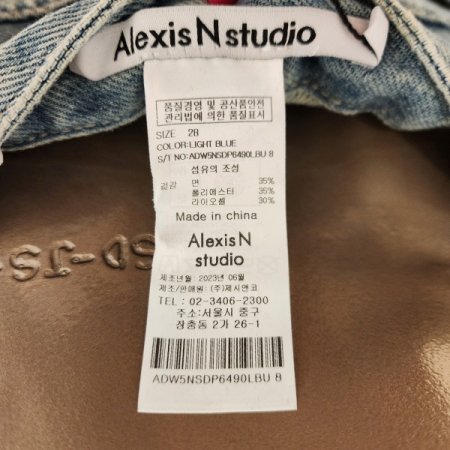 Alexis N studio
품질경영 및 공산품안전
관리법에 의한 품질표시
SIZE 28
COLOR:LIGHT BLUE
S/T NO:ADW5NSDP6490LBU 8
섬유의 조성
겉감 면 35%
폴리에스터 35%
라이오셀 30%
Made in china
Alexis N
studio
제조년월 : 2023년 06월
제조/판매원 : (주)제시앤코
TEL : 02-3406-2300
주소:서울시 중구
장충동 2가 26-1
ADW5NSDP6490LBU 8